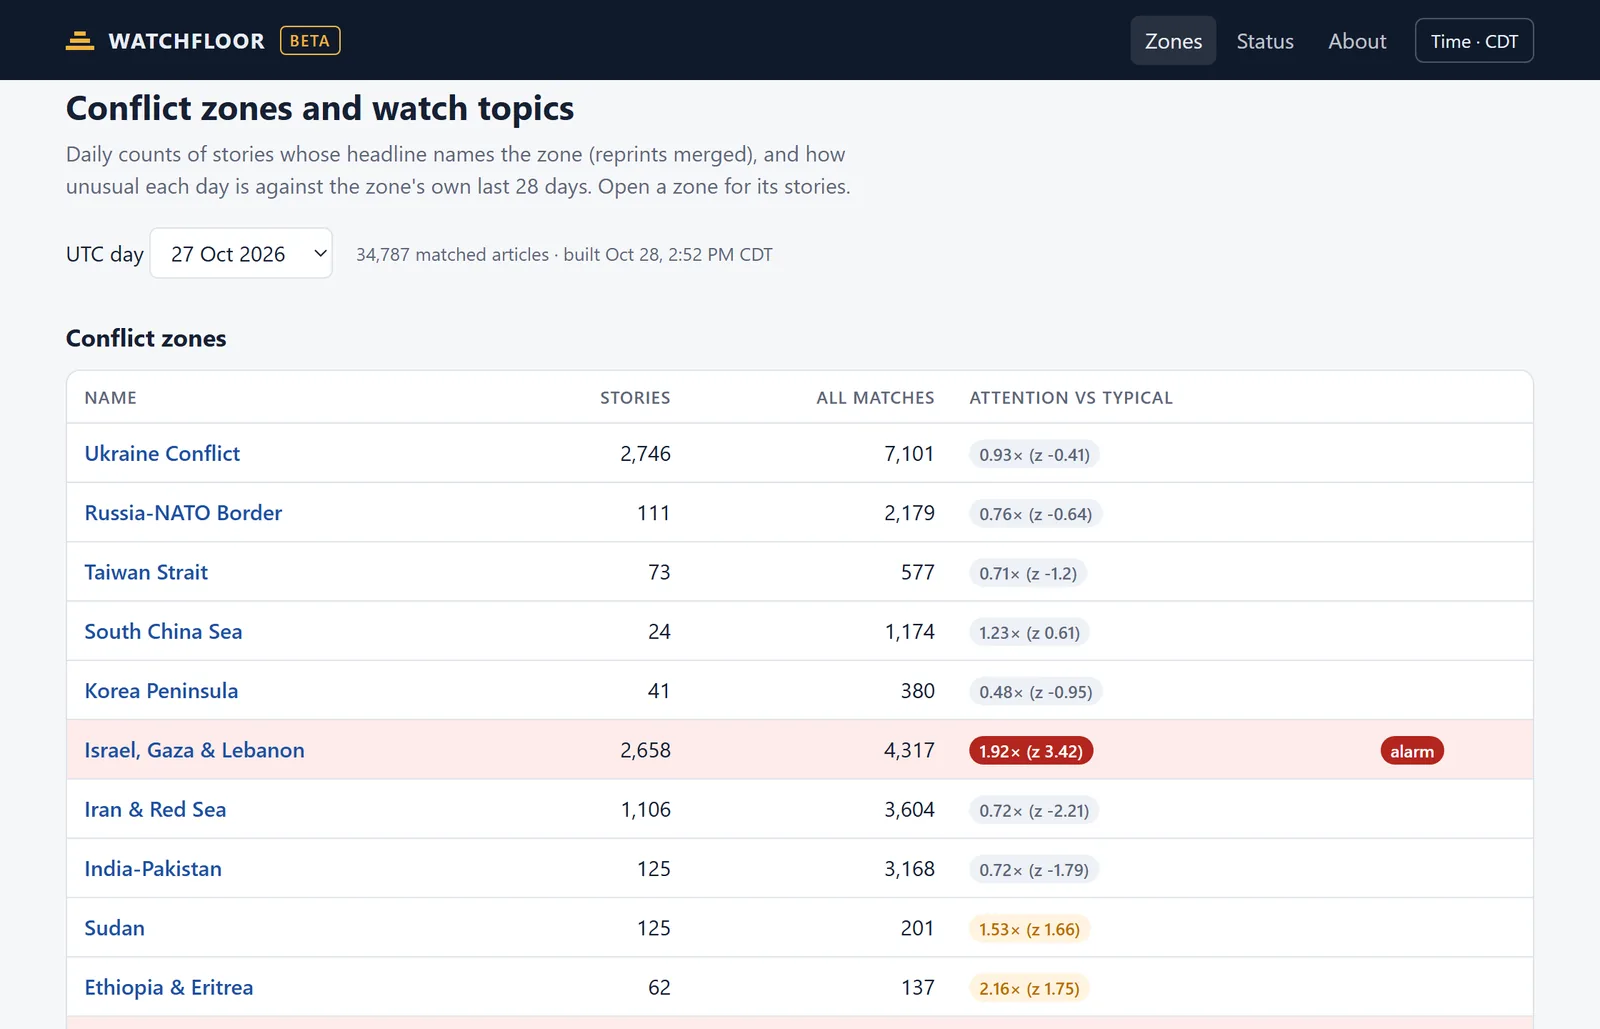 WATCHFLOOR BETA Zones Status About Time · CDT
Conflict zones and watch topics
Daily counts of stories whose headline names the zone (reprints merged), and how
unusual each day is against the zone's own last 28 days. Open a zone for its stories.
UTC day 27 Oct 2026 34,787 matched articles · built Oct 28, 2:52 PM CDT
Conflict zones
NAME STORIES ALL MATCHES ATTENTION VS TYPICAL
Ukraine Conflict 2,746 7,101 0.93× (z -0.41)
Russia-NATO Border 111 2,179 0.76× (z -0.64)
Taiwan Strait 73 577 0.71× (z -1.2)
South China Sea 24 1,174 1.23× (z 0.61)
Korea Peninsula 41 380 0.48× (z -0.95)
Israel, Gaza & Lebanon 2,658 4,317 1.92× (z 3.42) alarm
Iran & Red Sea 1,106 3,604 0.72× (z -2.21)
India-Pakistan 125 3,168 0.72× (z -1.79)
Sudan 125 201 1.53× (z 1.66)
Ethiopia & Eritrea 62 137 2.16× (z 1.75)